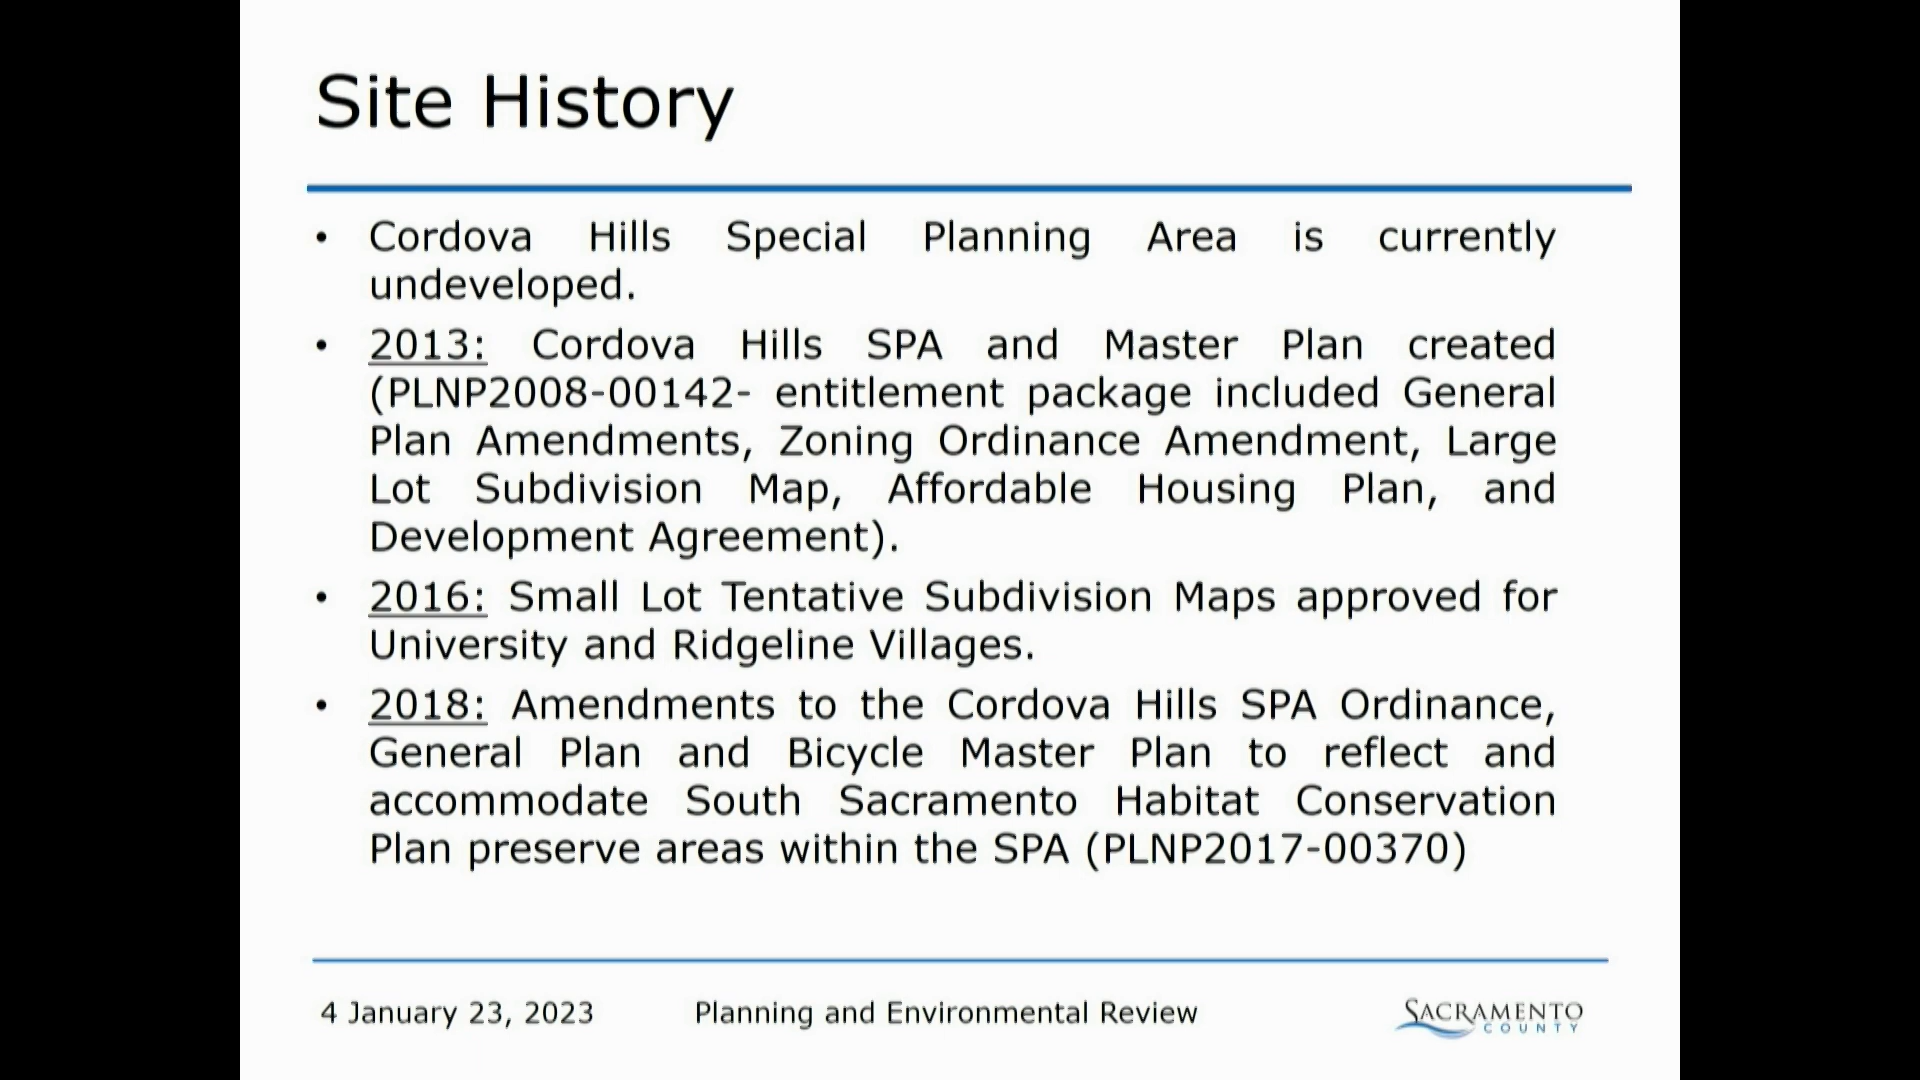 Site History
• Cordova Hills Special Planning Area is currently
undeveloped.
• 2013: Cordova Hills SPA and Master Plan created
(PLNP2008-00142- entitlement package included General
Plan Amendments, Zoning Ordinance Amendment, Large
Lot Subdivision Map, Affordable Housing Plan, and
Development Agreement).
• 2016: Small Lot Tentative Subdivision Maps approved for
University and Ridgeline Villages.
• 2018: Amendments to the Cordova Hills SPA Ordinance,
General Plan and Bicycle Master Plan to reflect and
accommodate South Sacramento Habitat Conservation
Plan preserve areas within the SPA (PLNP2017-00370)
4 January 23, 2023
Planning and Environmental Review
SACRAMENTO
COUNTY